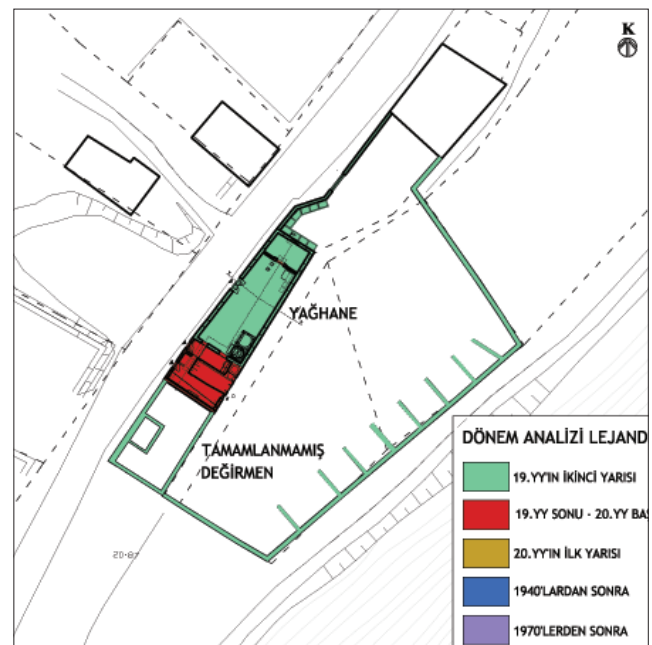 K
YAĞHANE
TAMAMLANMAMIŞ
DEĞİRMEN
DÖNEM ANALİZİ LEJAND
19.YY'IN İKİNCİ YARISI
19.YY SONU - 20.YY BAŞ
20.YY'IN İLK YARISI
1940'LARDAN SONRA
1970'LERDEN SONRA